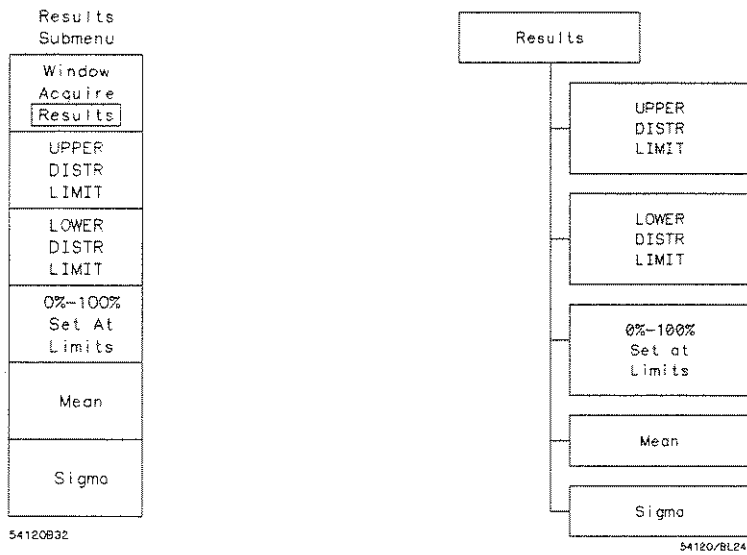 Results
Submenu
Window
Acquire
Results
UPPER
DISTR
LIMIT
LOWER
DISTR
LIMIT
0%-100%
Set At
Limits
Mean
Sigma
54120B32
Results
UPPER
DISTR
LIMIT
LOWER
DISTR
LIMIT
0%-100%
Set at
Limits
Mean
Sigma
54120/BL24